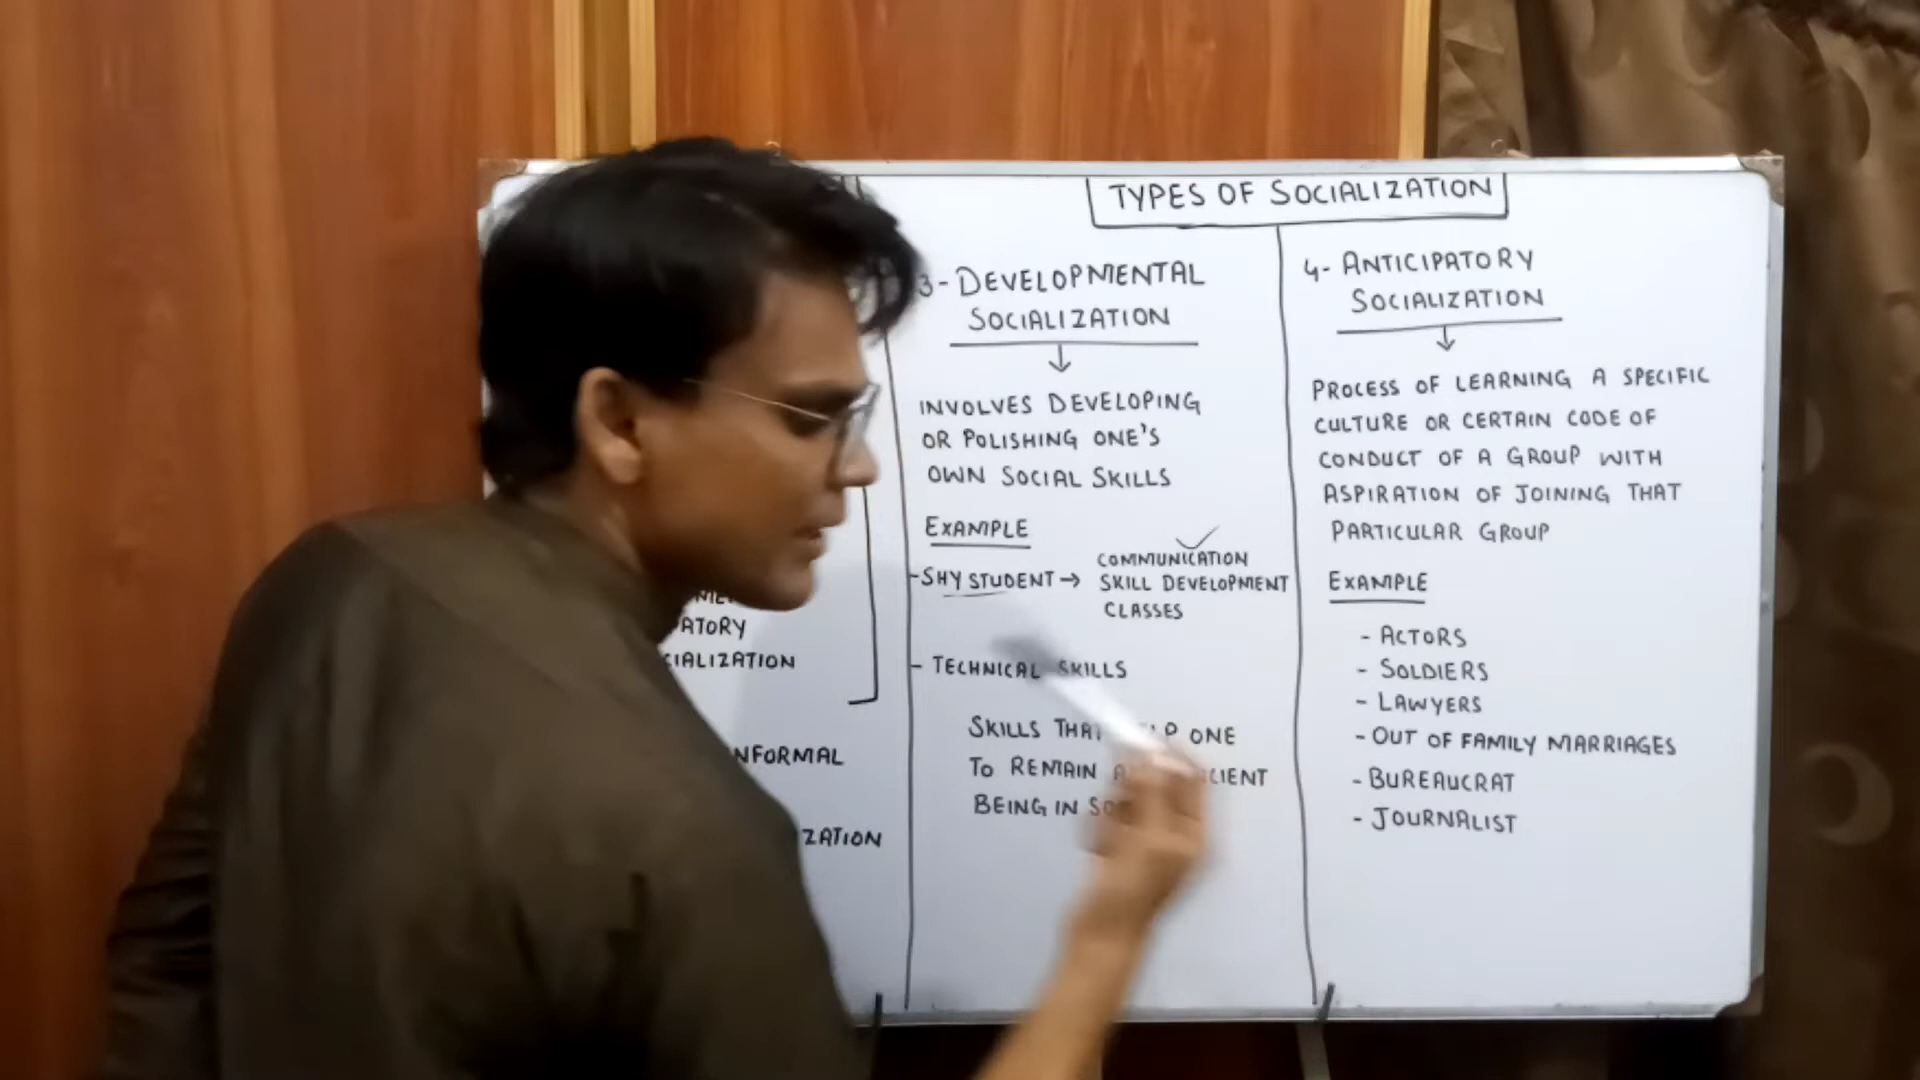 TYPES OF SOCIALIZATION
ATORY
CIALIZATION
NFORMAL
ZATION
3- DEVELOPMENTAL
SOCIALIZATION
INVOLVES DEVELOPING
OR POLISHING ONE'S
OWN SOCIAL SKILLS
EXAMPLE
- SHY STUDENT → COMMUNICATION
SKILL DEVELOPMENT
CLASSES
- TECHNICAL SKILLS
SKILLS THAT ONE
TO REMAIN
BEING IN
4- ANTICIPATORY
SOCIALIZATION
PROCESS OF LEARNING A SPECIFIC
CULTURE OR CERTAIN CODE OF
CONDUCT OF A GROUP WITH
ASPIRATION OF JOINING THAT
PARTICULAR GROUP
EXAMPLE
- ACTORS
- SOLDIERS
- LAWYERS
- OUT OF FAMILY MARRIAGES
- BUREAUCRAT
- JOURNALIST